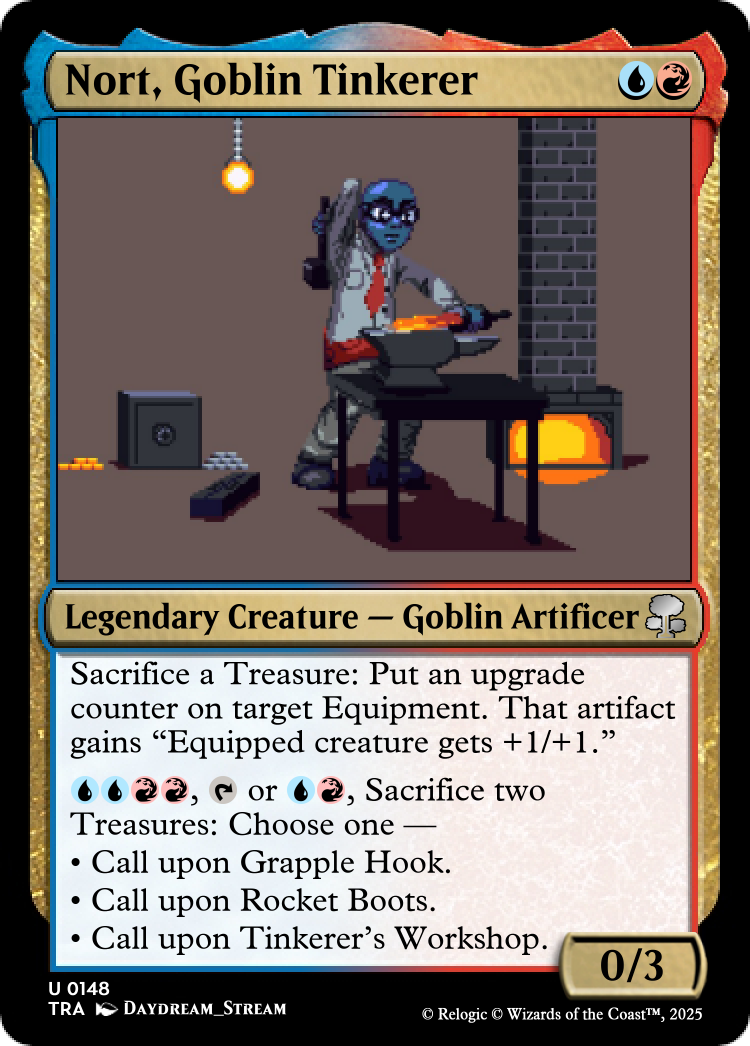 Nort, Goblin Tinkerer
Legendary Creature — Goblin Artificer
Sacrifice a Treasure: Put an upgrade
counter on target Equipment. That artifact
gains “Equipped creature gets +1/+1.”
, or , Sacrifice two
Treasures: Choose one —
• Call upon Grapple Hook.
• Call upon Rocket Boots.
• Call upon Tinkerer’s Workshop.
0/3
U 0148
TRA Daydream_Stream
© Relogic © Wizards of the Coast™, 2025